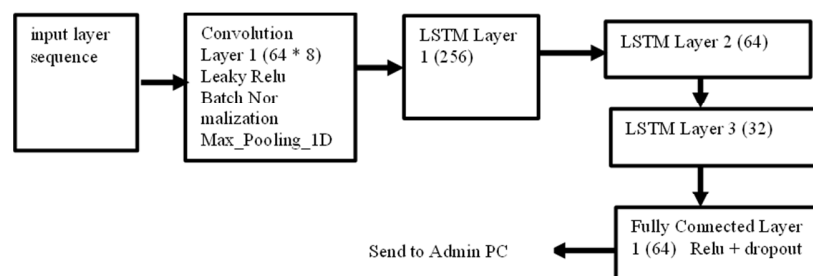 input layer
sequence
Convolution
Layer 1 (64 * 8)
Leaky Relu
Batch Nor
malization
Max_Pooling_1D
LSTM Layer
1 (256)
LSTM Layer 2 (64)
LSTM Layer 3 (32)
Fully Connected Layer
1 (64) Relu + dropout
Send to Admin PC